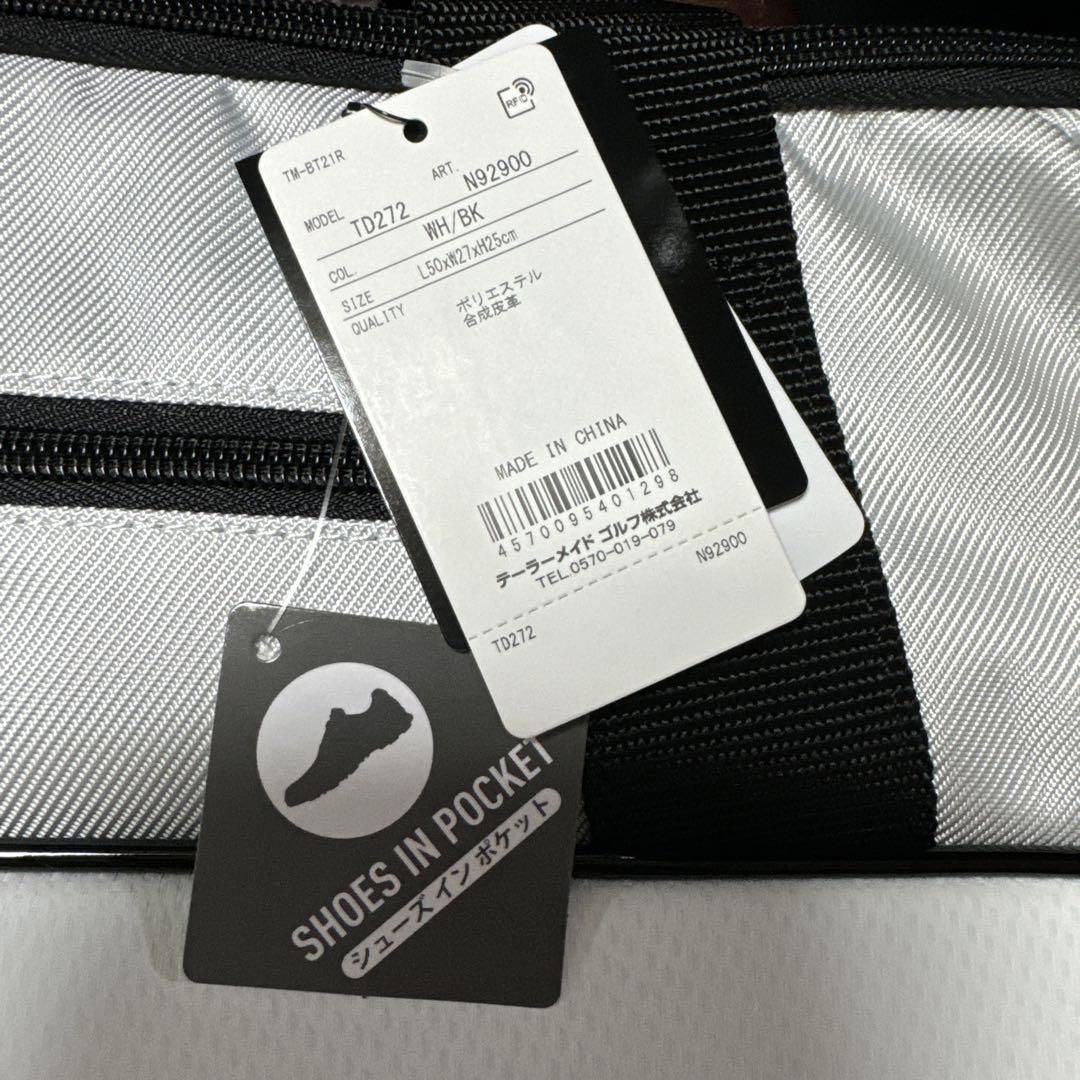 RFID
TM-BT21R
MODEL TD272 ART. N92900
COL. WH/BK
SIZE L50xW27xH25cm
QUALITY ポリエステル
合成皮革
MADE IN CHINA
4570095401298
テーラーメイド ゴルフ株式会社
TEL.0570-019-079
TD272 N92900
SHOES IN POCKET
シューズ イン ポケット